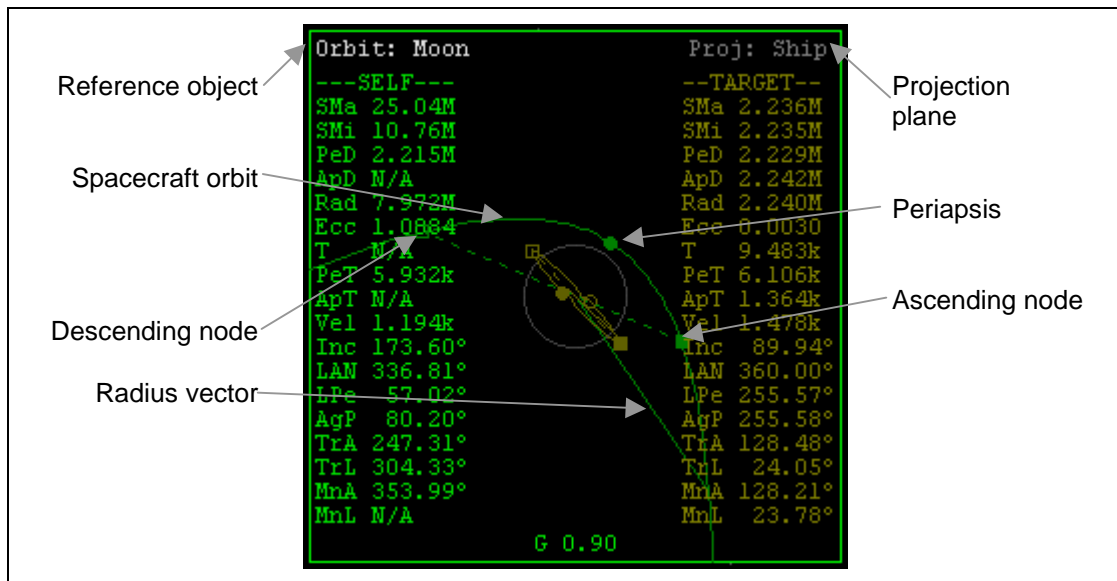 Orbit: Moon
Proj: Ship
Reference object
Projection
plane
Spacecraft orbit
Periapsis
Descending node
Ascending node
Radius vector
---SELF---
SMa 25.04M
SMi 10.76M
PeD 2.215M
ApD N/A
Rad 7.972M
Ecc 1.0884
T N/A
PeT 5.932k
ApT N/A
Vel 1.194k
Inc 173.60°
LAN 336.81°
LPe 57.02°
AgP 80.20°
TrA 247.31°
TrL 304.33°
MnA 353.99°
MnL N/A
--TARGET--
SMa 2.236M
SMi 2.235M
PeD 2.229M
ApD 2.242M
Rad 2.240M
Ecc 0.0030
T 9.483k
PeT 6.106k
ApT 1.364k
Vel 1.478k
Inc 89.94°
LAN 360.00°
LPe 255.57°
AgP 255.58°
TrA 128.48°
TrL 24.05°
MnA 128.21°
MnL 23.78°
G 0.90